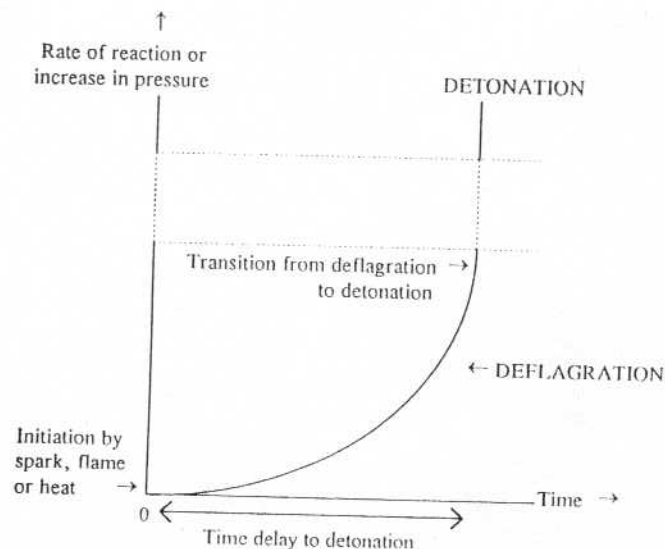 ↑
Rate of reaction or
increase in pressure
DETONATION
Transition from deflagration →
to detonation
← DEFLAGRATION
Initiation by
spark, flame
or heat →
0
Time →
Time delay to detonation